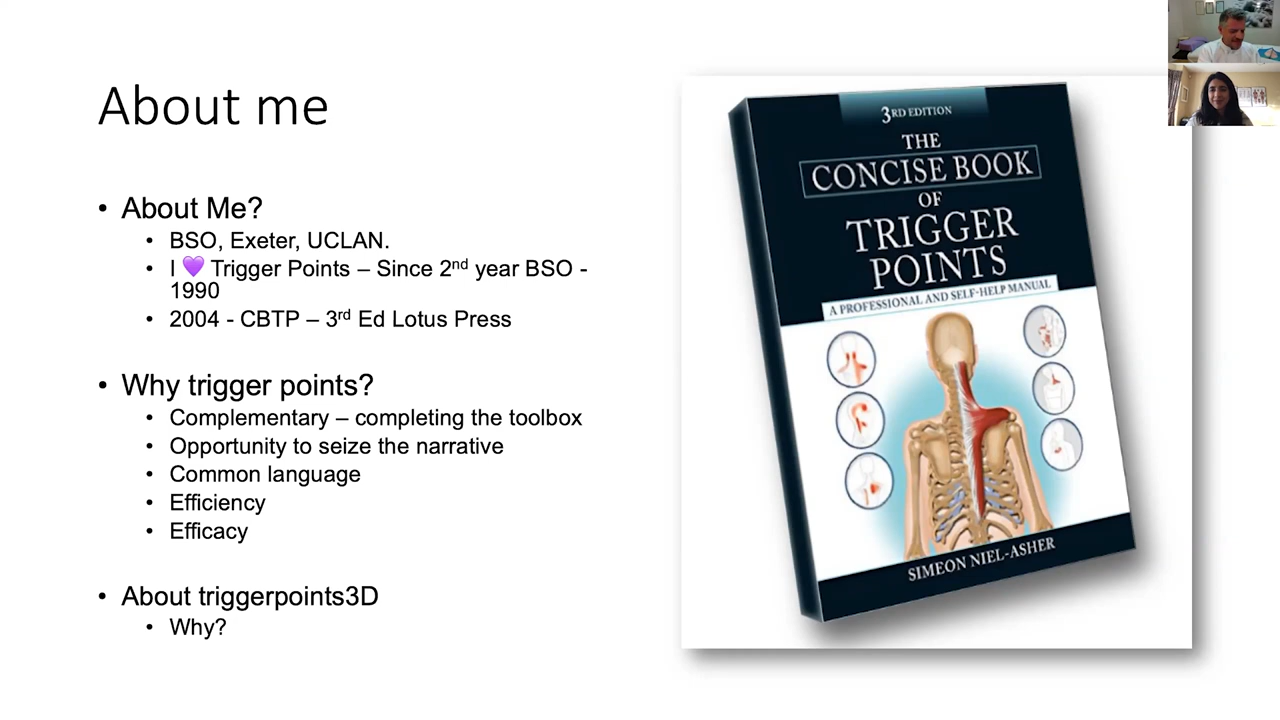 About me
• About Me?
• BSO, Exeter, UCLAN.
• I 💜 Trigger Points – Since 2nd year BSO -
1990
• 2004 - CBTP – 3rd Ed Lotus Press
• Why trigger points?
• Complementary – completing the toolbox
• Opportunity to seize the narrative
• Common language
• Efficiency
• Efficacy
• About triggerpoints3D
• Why?
3RD EDITION
THE
CONCISE BOOK
OF
TRIGGER
POINTS
A PROFESSIONAL AND SELF-HELP MANUAL
SIMEON NIEL-ASHER